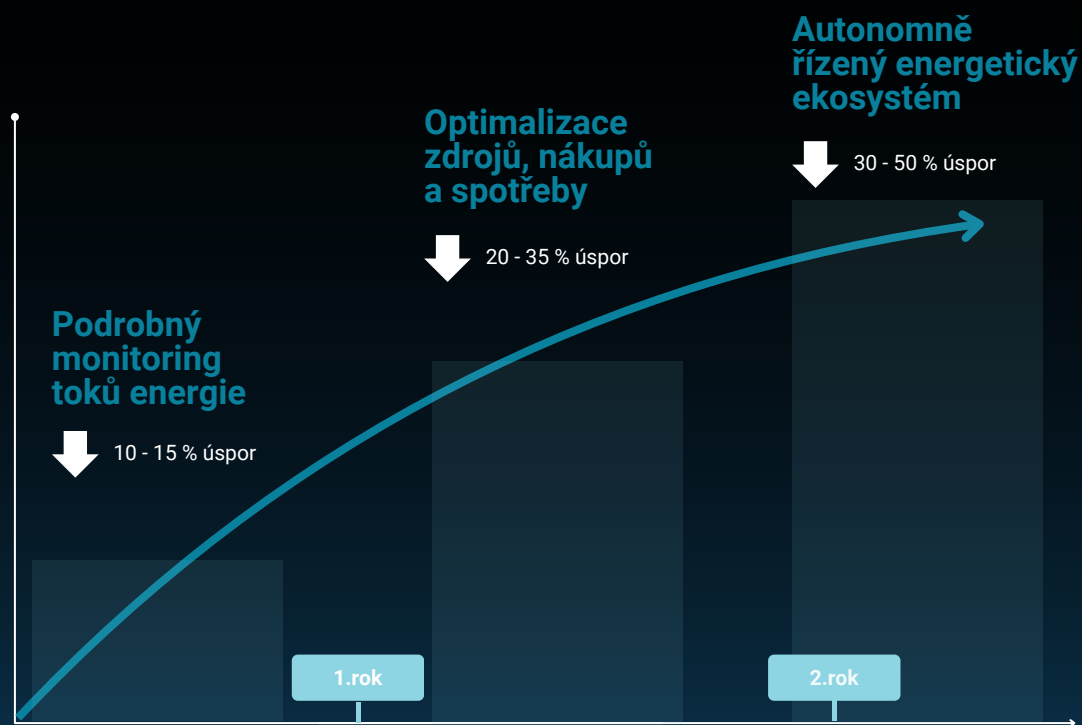 Autonomně
řízený energetický
ekosystém
30 - 50 % úspor
Optimalizace
zdrojů, nákupů
a spotřeby
20 - 35 % úspor
Podrobný
monitoring
toků energie
10 - 15 % úspor
1.rok
2.rok